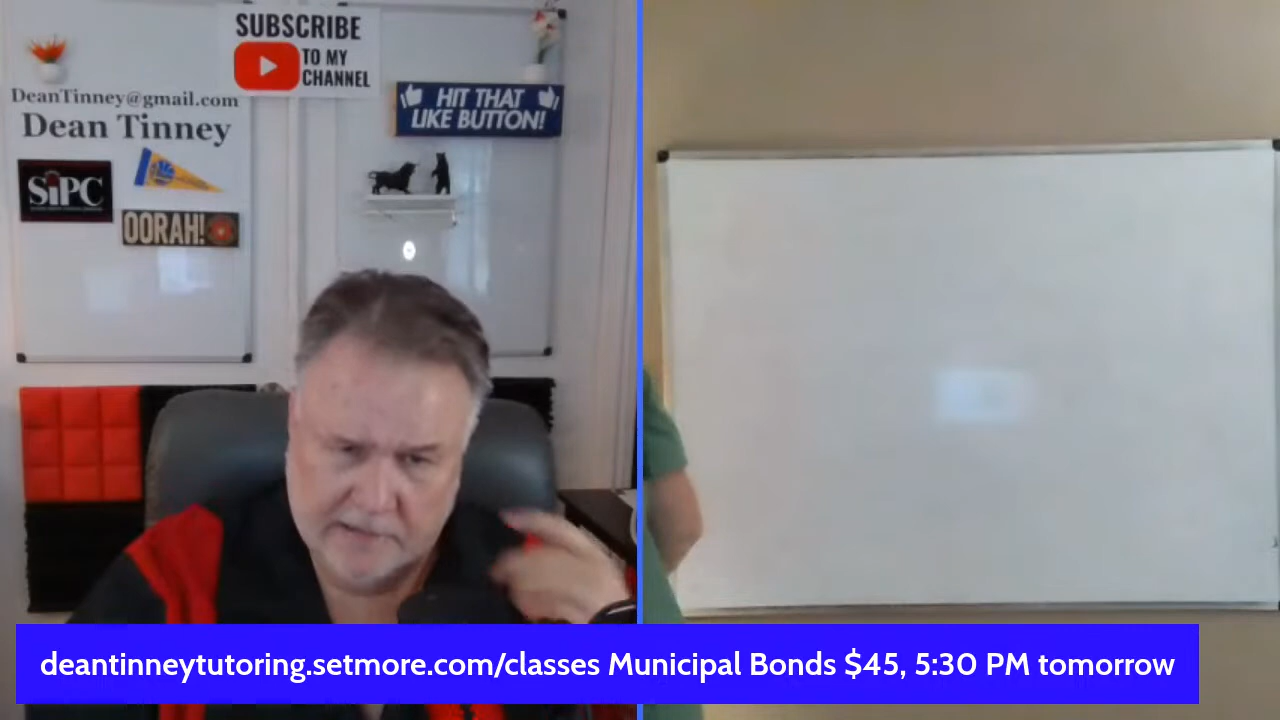 SUBSCRIBE
TO MY
CHANNEL
DeanTinney@gmail.com
Dean Tinney
HIT THAT
LIKE BUTTON!
SiPC
OORAH!
deantinneytutoring.setmore.com/classes Municipal Bonds $45, 5:30 PM tomorrow